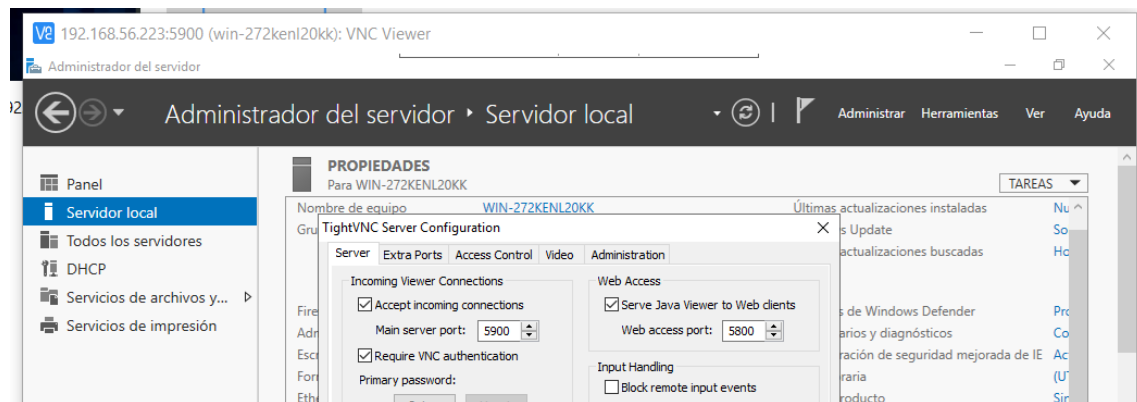 192.168.56.223:5900 (win-272kenl20kk): VNC Viewer
Administrador del servidor
Administrador del servidor • Servidor local
Administrar Herramientas Ver Ayuda
Panel
Servidor local
Todos los servidores
DHCP
Servicios de archivos y...
Servicios de impresión
PROPIEDADES
Para WIN-272KENL20KK
TAREAS
Nombre de equipo WIN-272KENL20KK Últimas actualizaciones instaladas
TightVNC Server Configuration
Server Extra Ports Access Control Video Administration
Incoming Viewer Connections
Accept incoming connections
Main server port: 5900
Require VNC authentication
Primary password:
Web Access
Serve Java Viewer to Web clients
Web access port: 5800
Input Handling
Block remote input events
s Update
actualizaciones buscadas
s de Windows Defender
arios y diagnósticos
ración de seguridad mejorada de IE